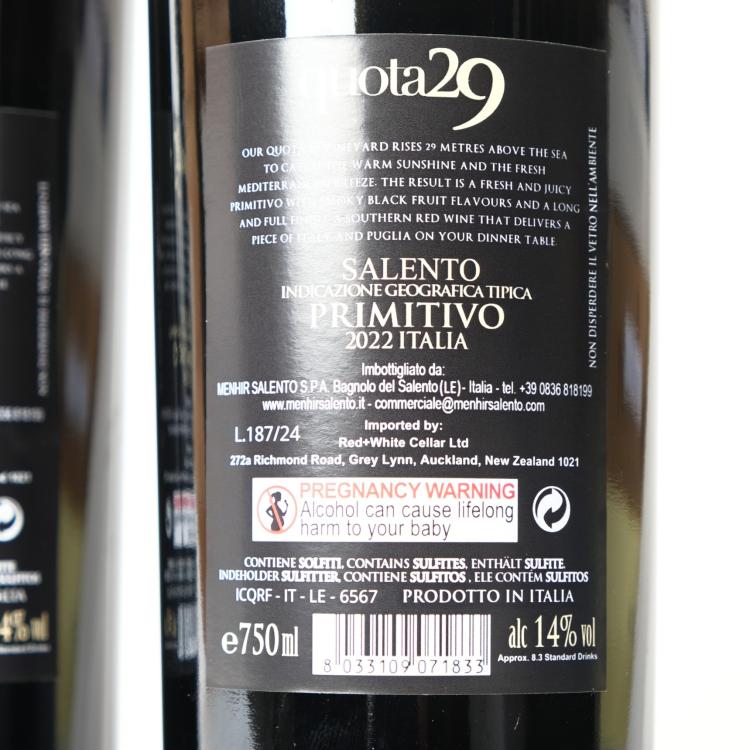 quota29
OUR QUOTA 29 VINEYARD RISES 29 METRES ABOVE THE SEA
TO CATCH THE WARM SUNSHINE AND THE FRESH
MEDITERRANEAN BREEZE. THE RESULT IS A FRESH AND JUICY
PRIMITIVO WITH SMOKY BLACK FRUIT FLAVOURS AND A LONG
AND FULL FINISH. A SOUTHERN RED WINE THAT DELIVERS A
PIECE OF ITALY AND PUGLIA ON YOUR DINNER TABLE
NON DISPERDERE IL VETRO NELL'AMBIENTE
SALENTO
INDICAZIONE GEOGRAFICA TIPICA
PRIMITIVO
2022 ITALIA
Imbottigliato da:
MENHIR SALENTO S.P.A. Bagnolo del Salento(LE)- Italia - tel. +39 0836 818199
www.menhirsalento.it - commerciale@menhirsalento.com
L.187/24
Imported by:
Red+White Cellar Ltd
272a Richmond Road, Grey Lynn, Auckland, New Zealand 1021
PREGNANCY WARNING
Alcohol can cause lifelong
harm to your baby
CONTIENE SOLFITI, CONTAINS SULFITES, ENTHÄLT SULFITE.
INDEHOLDER SULFITTER, CONTIENE SULFITOS , ELE CONTÉM SULFITOS
ICQRF - IT - LE - 6567 PRODOTTO IN ITALIA
e750ml
8 033109 071833
alc 14% vol
Approx. 8.3 Standard Drinks